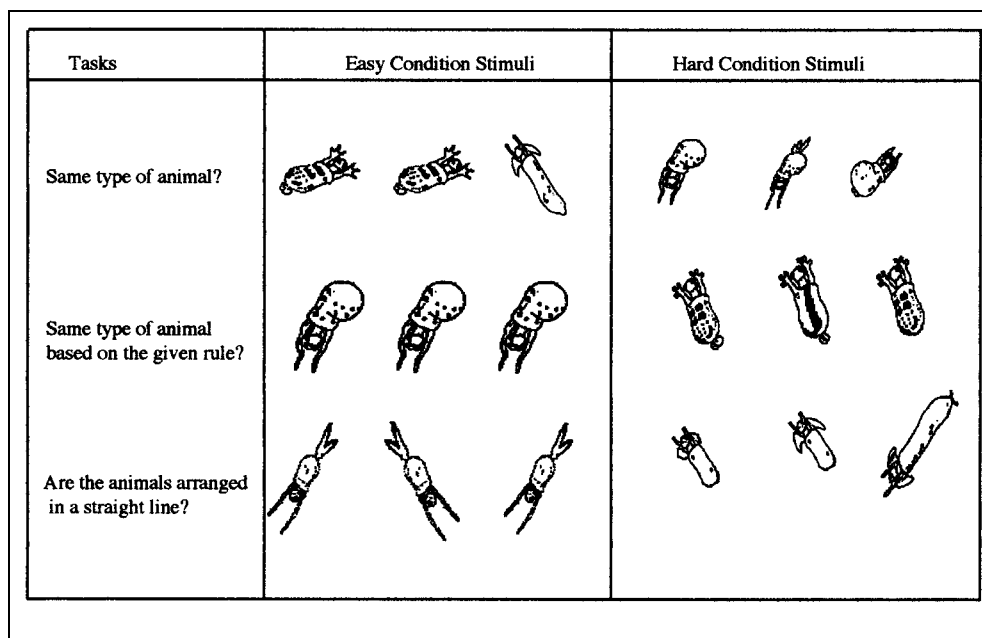 Tasks
Easy Condition Stimuli
Hard Condition Stimuli
Same type of animal?
Same type of animal
based on the given rule?
Are the animals arranged
in a straight line?